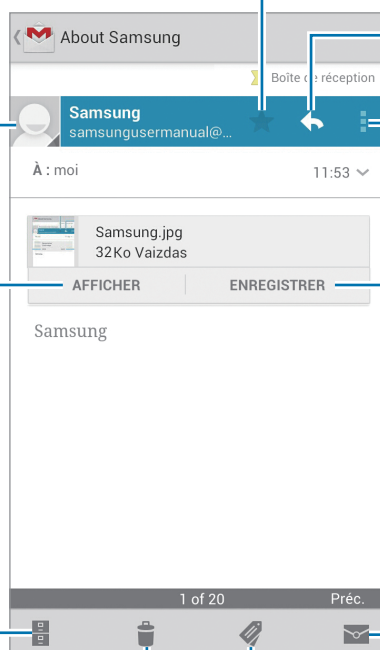 About Samsung
Boîte de réception
Samsung
samsungusermanual@...
À : moi
11:53
Samsung.jpg
32Ko Vaizdas
AFFICHER ENREGISTRER
Samsung
1 of 20 Préc.